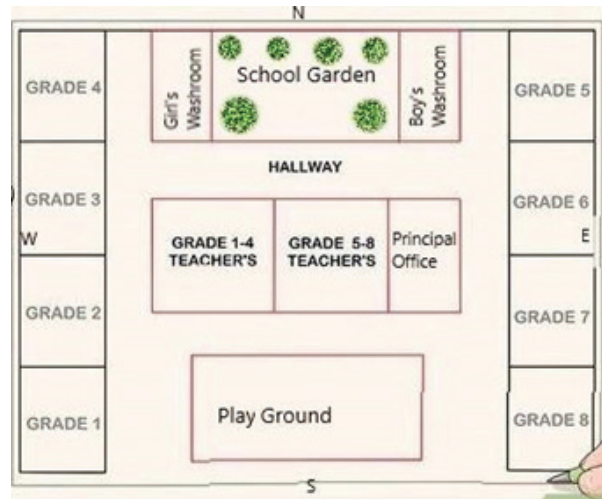 N
GRADE 4
Girl's
Washroom
School Garden
Boy's
Washroom
GRADE 5
HALLWAY
GRADE 3
GRADE 6
W
GRADE 1-4
TEACHER'S
GRADE 5-8
TEACHER'S
Principal
Office
E
GRADE 2
GRADE 7
GRADE 1
Play Ground
GRADE 8
S